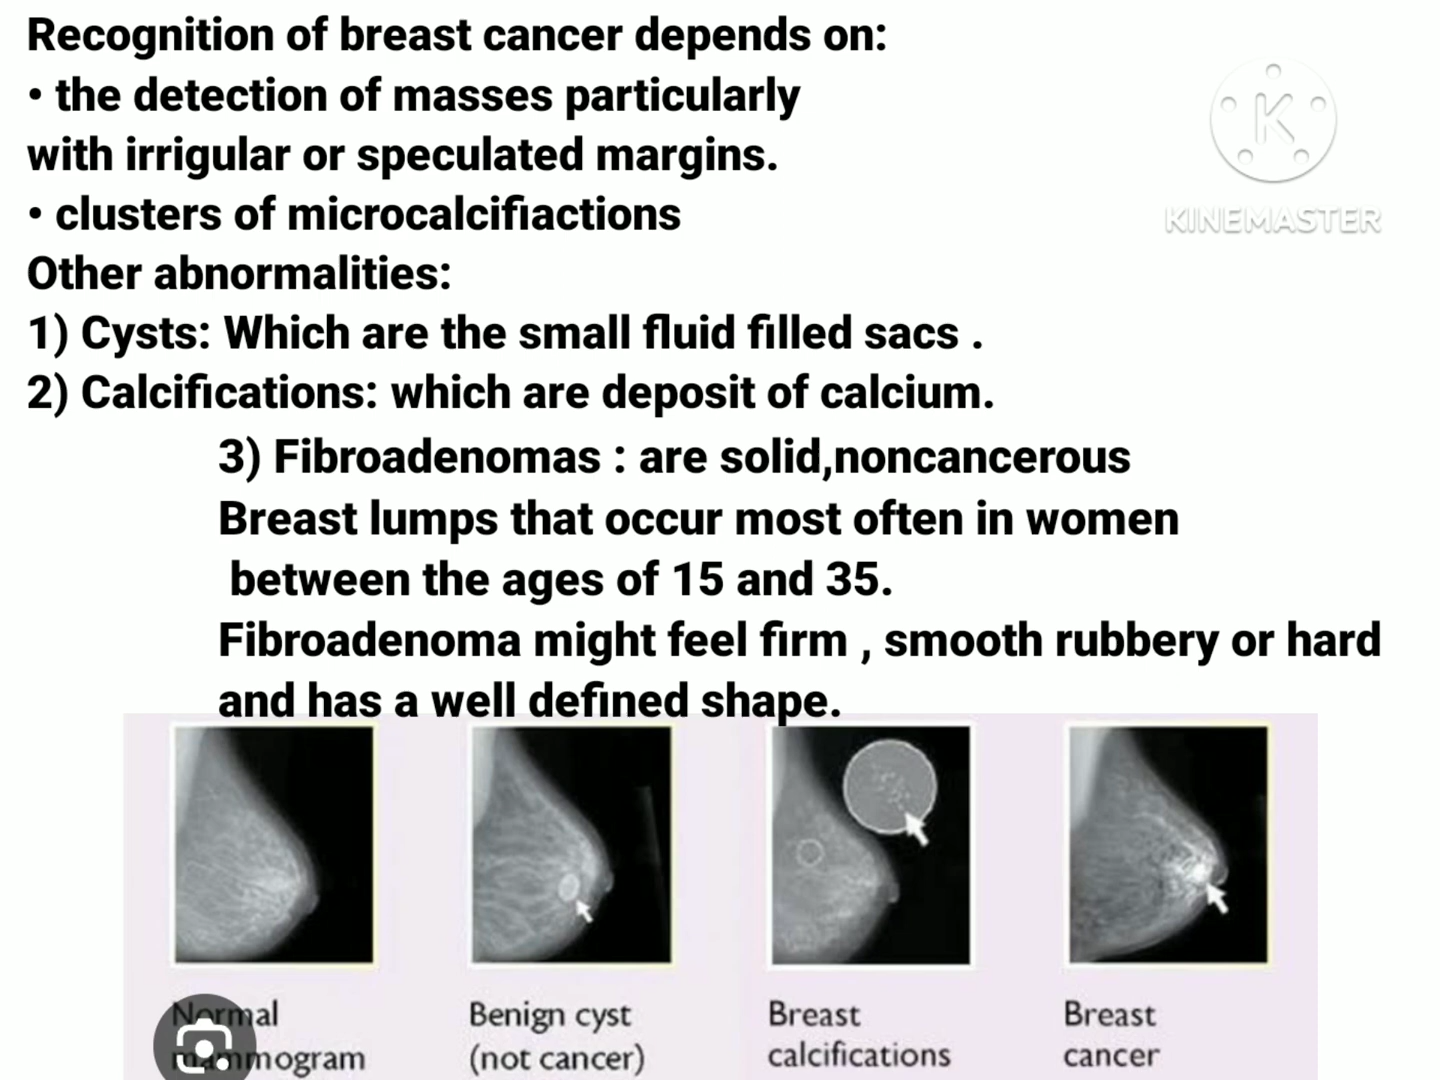 Recognition of breast cancer depends on:
• the detection of masses particularly
with irrigular or speculated margins.
• clusters of microcalcifiactions
Other abnormalities:
1) Cysts: Which are the small fluid filled sacs .
2) Calcifications: which are deposit of calcium.
3) Fibroadenomas : are solid,noncancerous
Breast lumps that occur most often in women
between the ages of 15 and 35.
Fibroadenoma might feel firm , smooth rubbery or hard
and has a well defined shape.
K
KINEMASTER
Normal
mammogram
Benign cyst
(not cancer)
Breast
calcifications
Breast
cancer